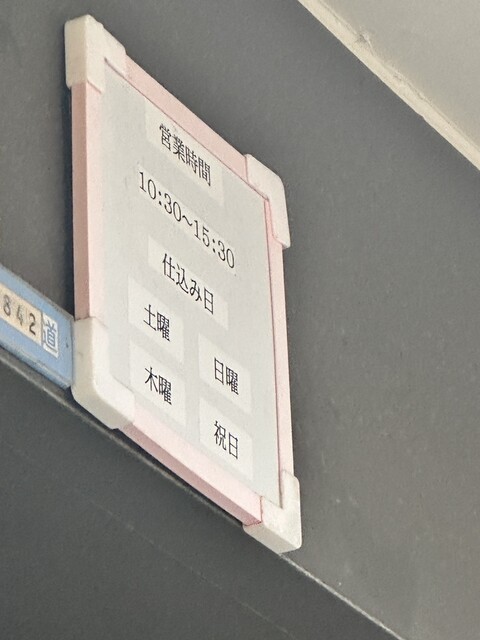 営業時間
10:30~15:30
仕込み日
土曜
日曜
木曜
祝日
842 道